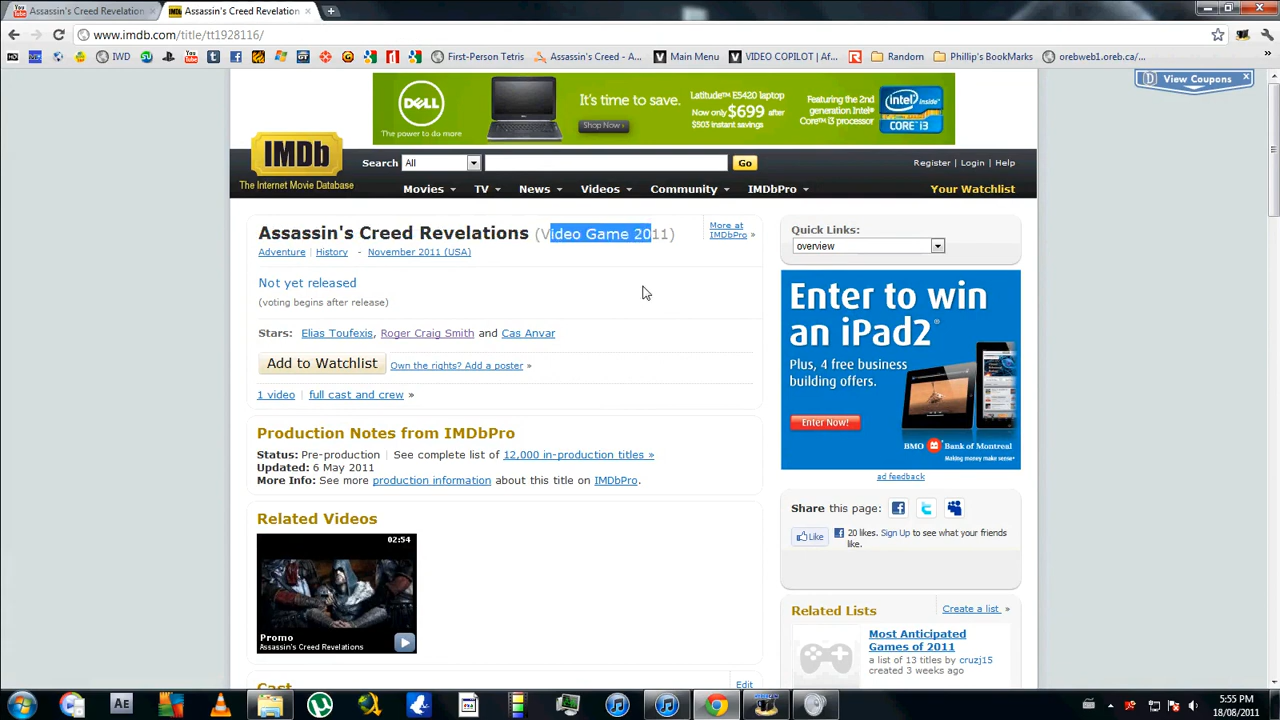 Assassin's Creed Revelation
Assassin's Creed Revelation
www.imdb.com/title/tt1928116/
IWD
First-Person Tetris
Assassin's Creed - A...
Main Menu
VIDEO COPILOT | Af...
Random
Phillip's BookMarks
orebweb1.oreb.ca/...
DELL
The power to do more
It's time to save.
Shop Now ›
Latitude™ E5420 laptop
Now only $699 after
$503 instant savings
Featuring the 2nd
generation Intel®
Core™ i3 processor
intel inside™
CORE™ i3
View Coupons
IMDb
The Internet Movie Database
Search All Go
Register | Login | Help
Movies TV News Videos Community IMDbPro Your Watchlist
Assassin's Creed Revelations (Video Game 2011)
More at
IMDbPro »
Adventure | History - November 2011 (USA)
Not yet released
(voting begins after release)
Stars: Elias Toufexis, Roger Craig Smith and Cas Anvar
Add to Watchlist Own the rights? Add a poster »
1 video | full cast and crew »
Production Notes from IMDbPro
Status: Pre-production | See complete list of 12,000 in-production titles »
Updated: 6 May 2011
More Info: See more production information about this title on IMDbPro.
Related Videos
02:54
Promo
Assassin's Creed Revelations
Cast
Edit
Quick Links:
overview
Enter to win
an iPad2®
Plus, 4 free business
building offers.
Enter Now!
BMO Bank of Montreal
Making money make sense®
ad feedback
Share this page:
Like 20 likes. Sign Up to see what your friends
like.
Related Lists
Create a list »
Most Anticipated
Games of 2011
a list of 13 titles by cruzj15
created 3 weeks ago
Ae
5:55 PM
18/08/2011